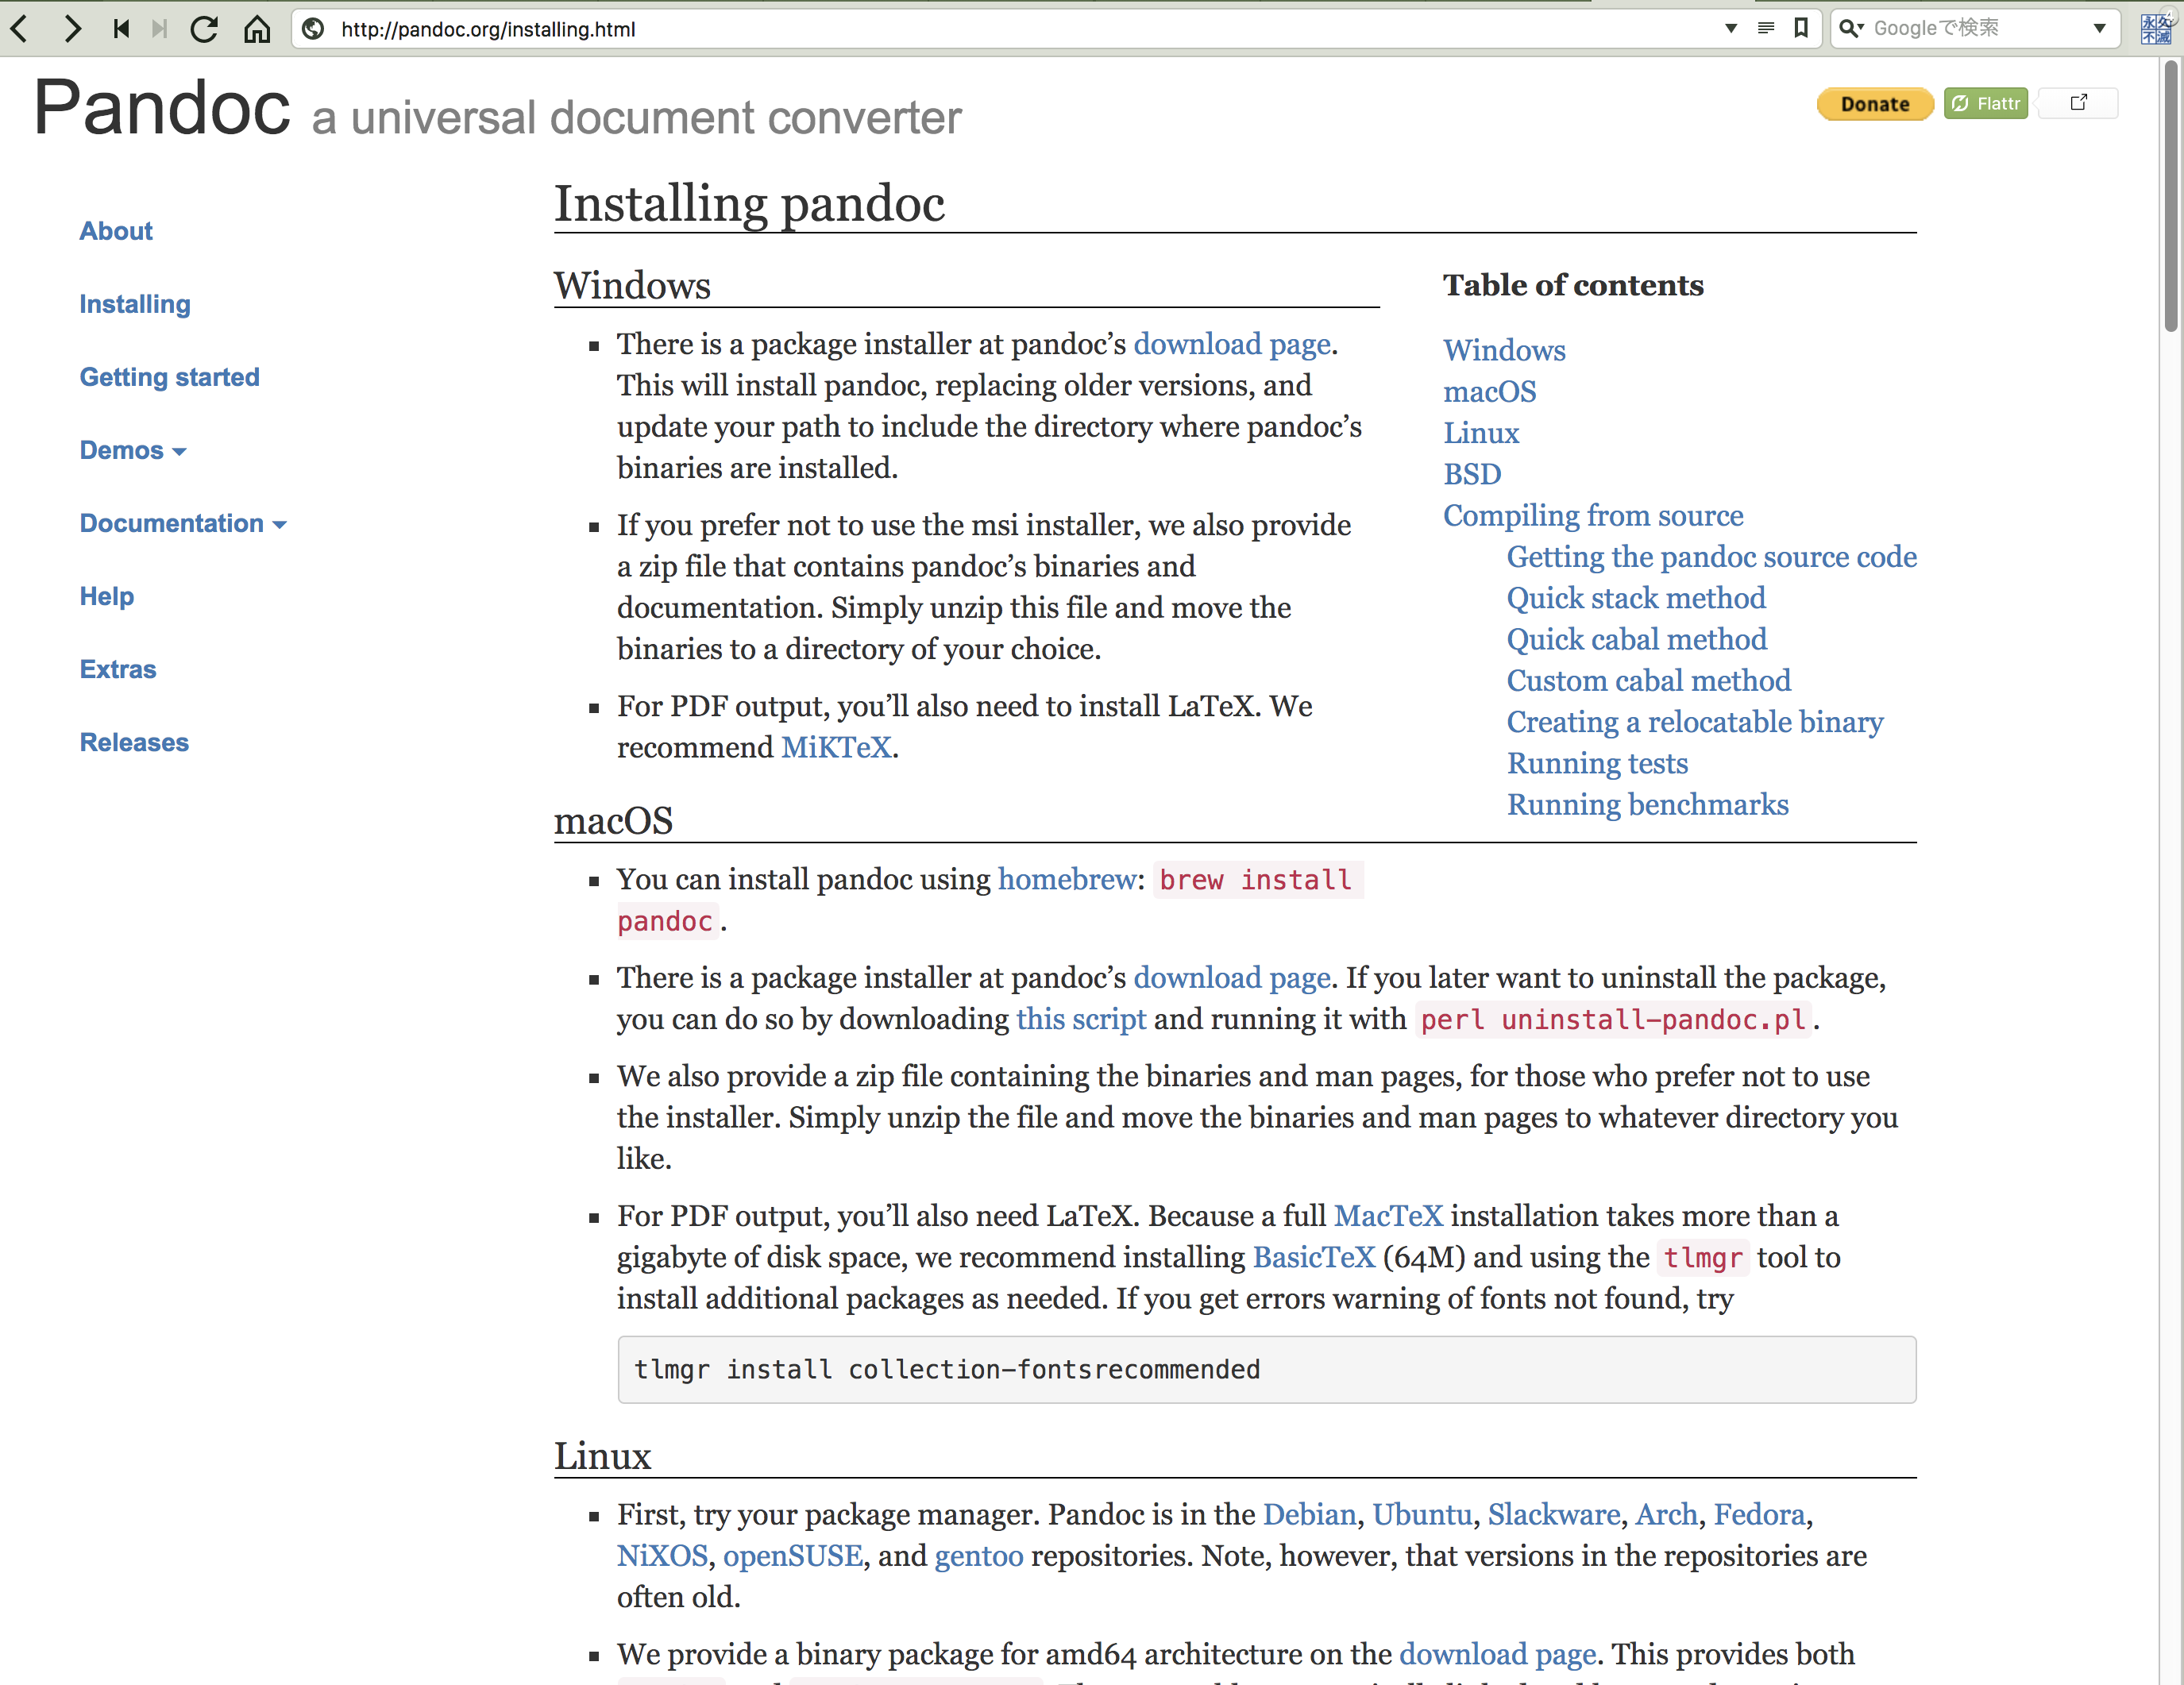 http://pandoc.org/installing.html
Googleで検索
永久
不滅
Pandoc a universal document converter
Donate
Flattr
About
Installing
Getting started
Demos
Documentation
Help
Extras
Releases
Installing pandoc
Windows
There is a package installer at pandoc’s download page.
This will install pandoc, replacing older versions, and
update your path to include the directory where pandoc’s
binaries are installed.
If you prefer not to use the msi installer, we also provide
a zip file that contains pandoc’s binaries and
documentation. Simply unzip this file and move the
binaries to a directory of your choice.
For PDF output, you’ll also need to install LaTeX. We
recommend MiKTeX.
Table of contents
Windows
macOS
Linux
BSD
Compiling from source
Getting the pandoc source code
Quick stack method
Quick cabal method
Custom cabal method
Creating a relocatable binary
Running tests
Running benchmarks
macOS
You can install pandoc using homebrew: brew install
pandoc.
There is a package installer at pandoc’s download page. If you later want to uninstall the package,
you can do so by downloading this script and running it with perl uninstall-pandoc.pl.
We also provide a zip file containing the binaries and man pages, for those who prefer not to use
the installer. Simply unzip the file and move the binaries and man pages to whatever directory you
like.
For PDF output, you’ll also need LaTeX. Because a full MacTeX installation takes more than a
gigabyte of disk space, we recommend installing BasicTeX (64M) and using the tlmgr tool to
install additional packages as needed. If you get errors warning of fonts not found, try
tlmgr install collection-fontsrecommended
Linux
First, try your package manager. Pandoc is in the Debian, Ubuntu, Slackware, Arch, Fedora,
NiXOS, openSUSE, and gentoo repositories. Note, however, that versions in the repositories are
often old.
We provide a binary package for amd64 architecture on the download page. This provides both